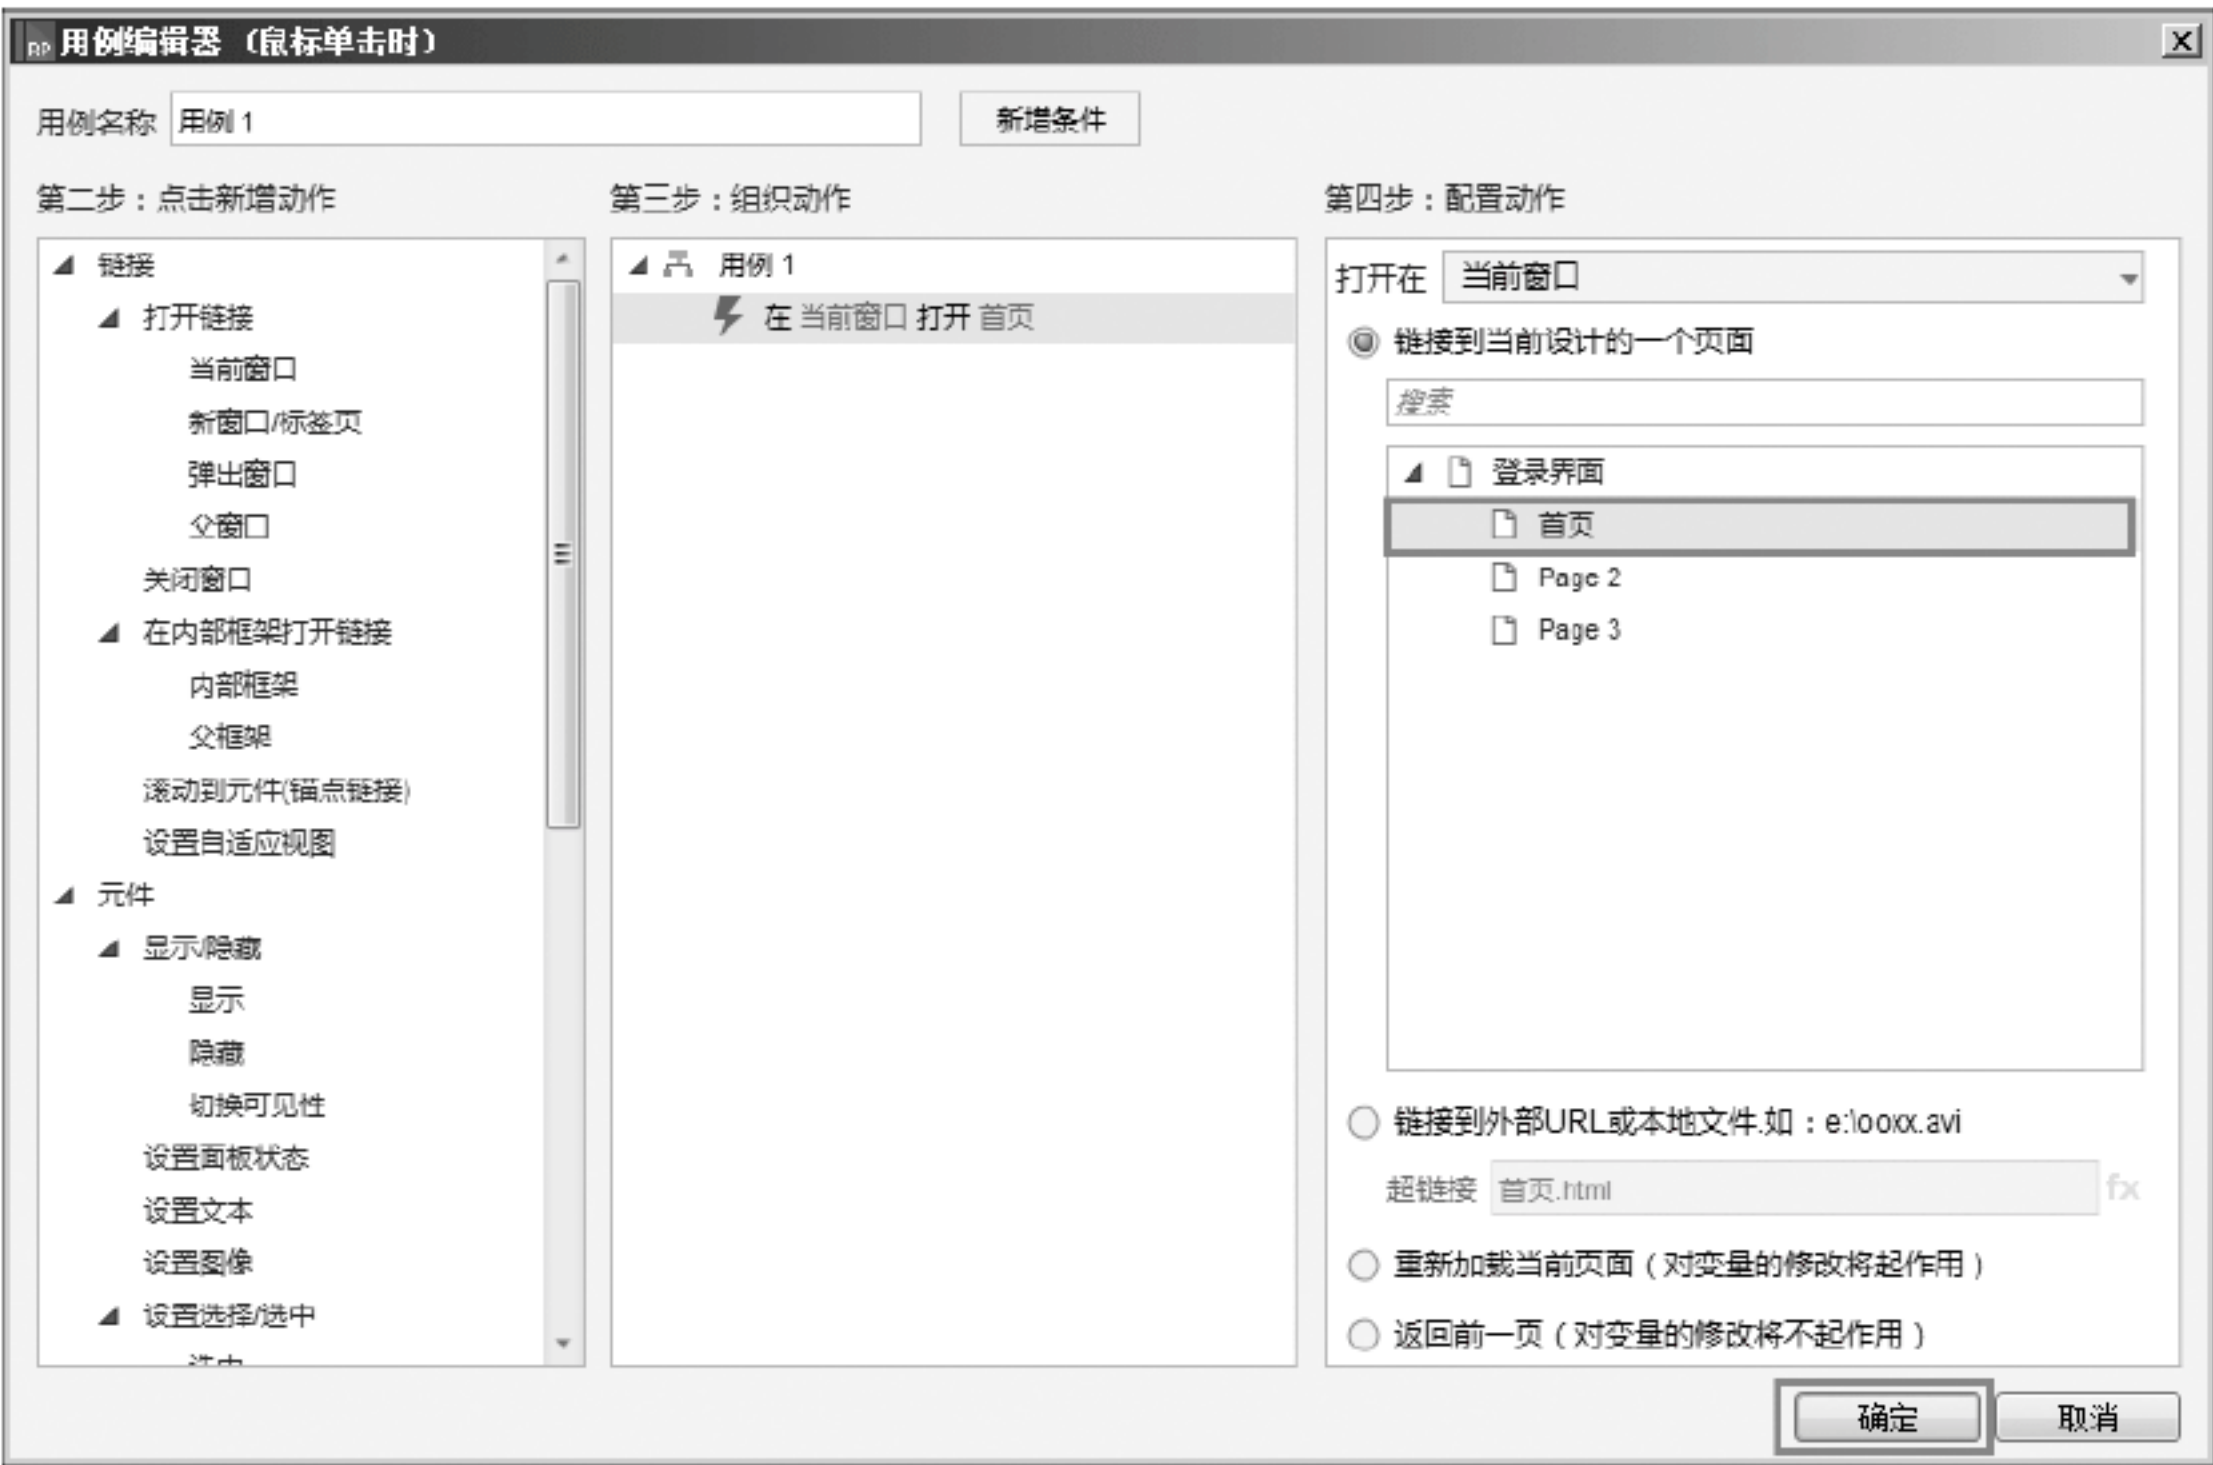 RP 用例编辑器（鼠标单击时）
用例名称 用例 1 新增条件
第二步：点击新增动作
链接
打开链接
当前窗口
新窗口/标签页
弹出窗口
父窗口
关闭窗口
在内部框架打开链接
内部框架
父框架
滚动到元件(锚点链接)
设置自适应视图
元件
显示/隐藏
显示
隐藏
切换可见性
设置面板状态
设置文本
设置图像
设置选择/选中
第三步：组织动作
用例 1
在 当前窗口 打开 首页
第四步：配置动作
打开在 当前窗口
链接到当前设计的一个页面
搜索
登录界面
首页
Page 2
Page 3
链接到外部URL或本地文件.如：e:\ooxx.avi
超链接 首页.html fx
重新加载当前页面（对变量的修改将起作用）
返回前一页（对变量的修改将不起作用）
确定 取消